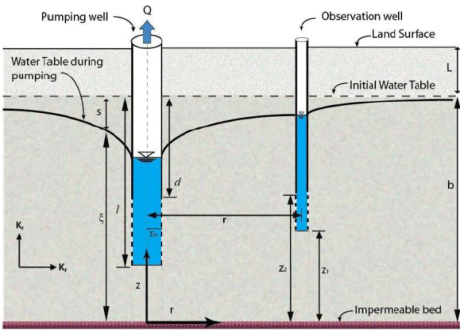 Pumping well
Q
Observation well
Land Surface
Water Table during
pumping
L
Initial Water Table
s
d
l
ξ
b
r
Kz
Kr
z
Z₂
Z₁
r
Impermeable bed